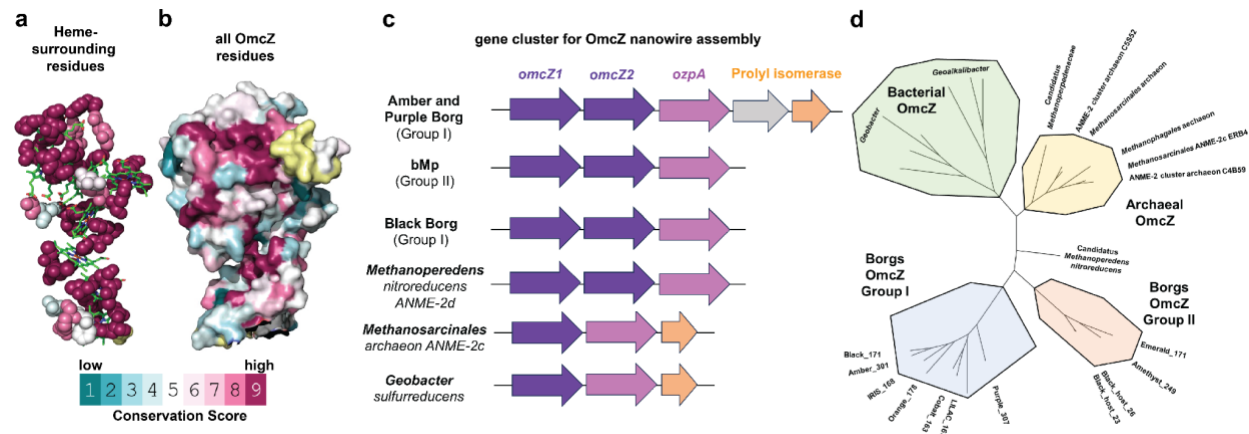 a
Heme-
surrounding
residues
b
all OmcZ
residues
low
high
1 2 3 4 5 6 7 8 9
Conservation Score
c
gene cluster for OmcZ nanowire assembly
omcZ1 omcZ2 ozpA Prolyl isomerase
Amber and
Purple Borg
(Group I)
bMp
(Group II)
Black Borg
(Group I)
Methanoperedens
nitroreducens
ANME-2d
Methanosarcinales
archaeon ANME-2c
Geobacter
sulfurreducens
d
Bacterial
OmcZ
Geobacter
Geoalkalibacter
Candidatus
Methanoperedenaceae
ANME-2 cluster archaeon C5S52
Methanosarcinales archaeon
Methanophagales aechaeon
Methanosarcinales ANME-2c ERB4
ANME-2 cluster archaeon C4B59
Archaeal
OmcZ
Candidatus
Methanoperedens
nitroreducens
Borgs
OmcZ
Group I
Borgs
OmcZ
Group II
Black_171
Amber_301
IRIS_168
Orange_178
Cobalt_163
Purple_307
Emerald_171
Amethyst_249
Black_host_26
Black_host_23